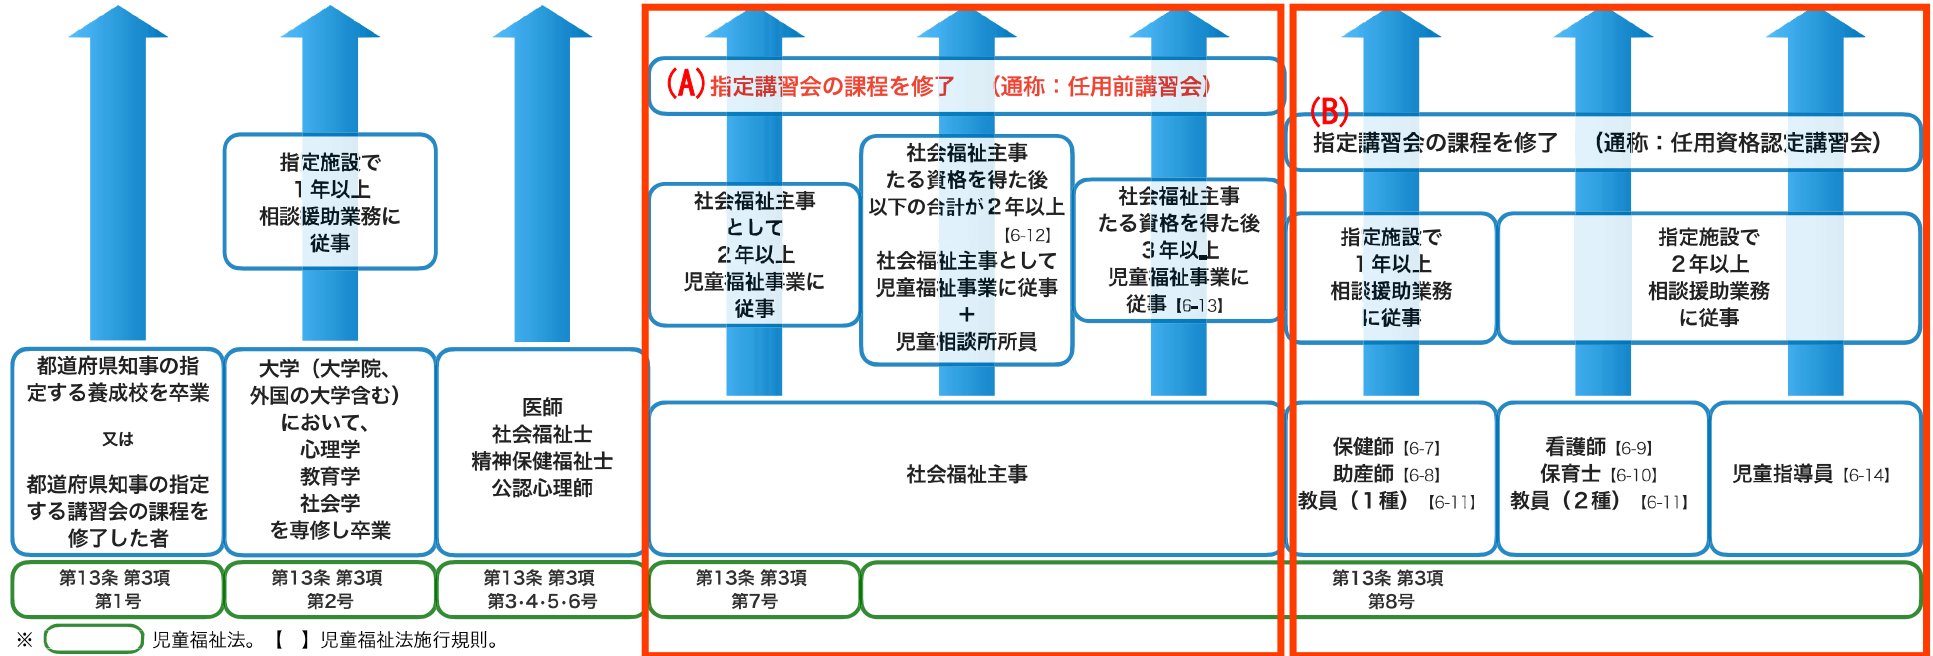 (A) 指定講習会の課程を修了 （通称：任用前講習会）
(B)
指定講習会の課程を修了 （通称：任用資格認定講習会）
指定施設で
１年以上
相談援助業務に
従事
社会福祉主事
として
２年以上
児童福祉事業に
従事
社会福祉主事
たる資格を得た後
以下の合計が２年以上
【6-12】
社会福祉主事として
児童福祉事業に従事
＋
児童相談所所員
社会福祉主事
たる資格を得た後
３年以上
児童福祉事業に
従事【6-13】
指定施設で
１年以上
相談援助業務
に従事
指定施設で
２年以上
相談援助業務
に従事
都道府県知事の指
定する養成校を卒業
又は
都道府県知事の指定
する講習会の課程を
修了した者
大学（大学院、
外国の大学含む）
において、
心理学
教育学
社会学
を専修し卒業
医師
社会福祉士
精神保健福祉士
公認心理師
社会福祉主事
保健師【6-7】
助産師【6-8】
教員（１種）【6-11】
看護師【6-9】
保育士【6-10】
教員（２種）【6-11】
児童指導員【6-14】
第13条 第3項
第1号
第13条 第3項
第2号
第13条 第3項
第3･4･5･6号
第13条 第3項
第7号
第13条 第3項
第8号
※ 児童福祉法。【 】児童福祉法施行規則。